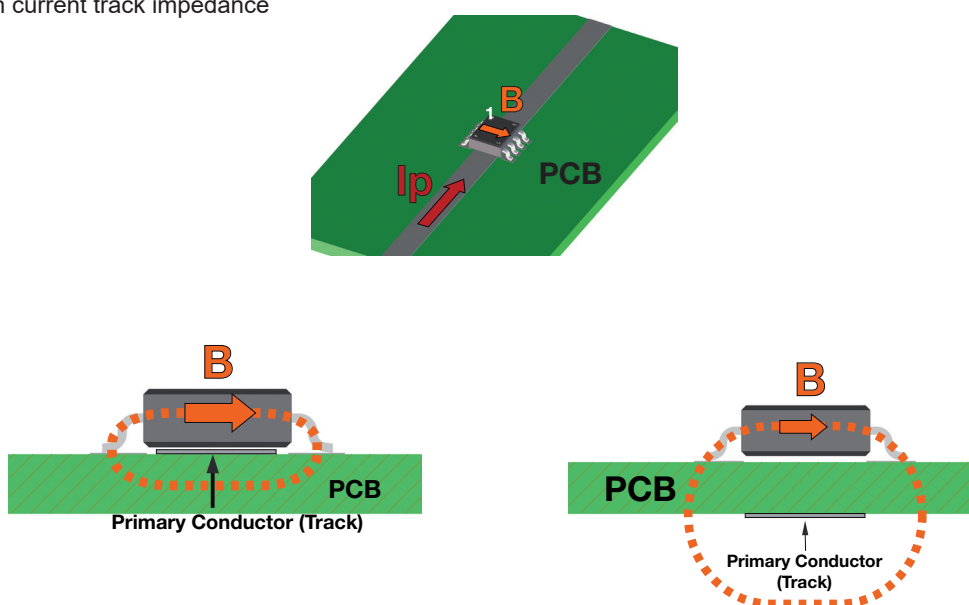 current track impedance
B
1
Ip
PCB
B
PCB
Primary Conductor (Track)
B
PCB
Primary Conductor
(Track)